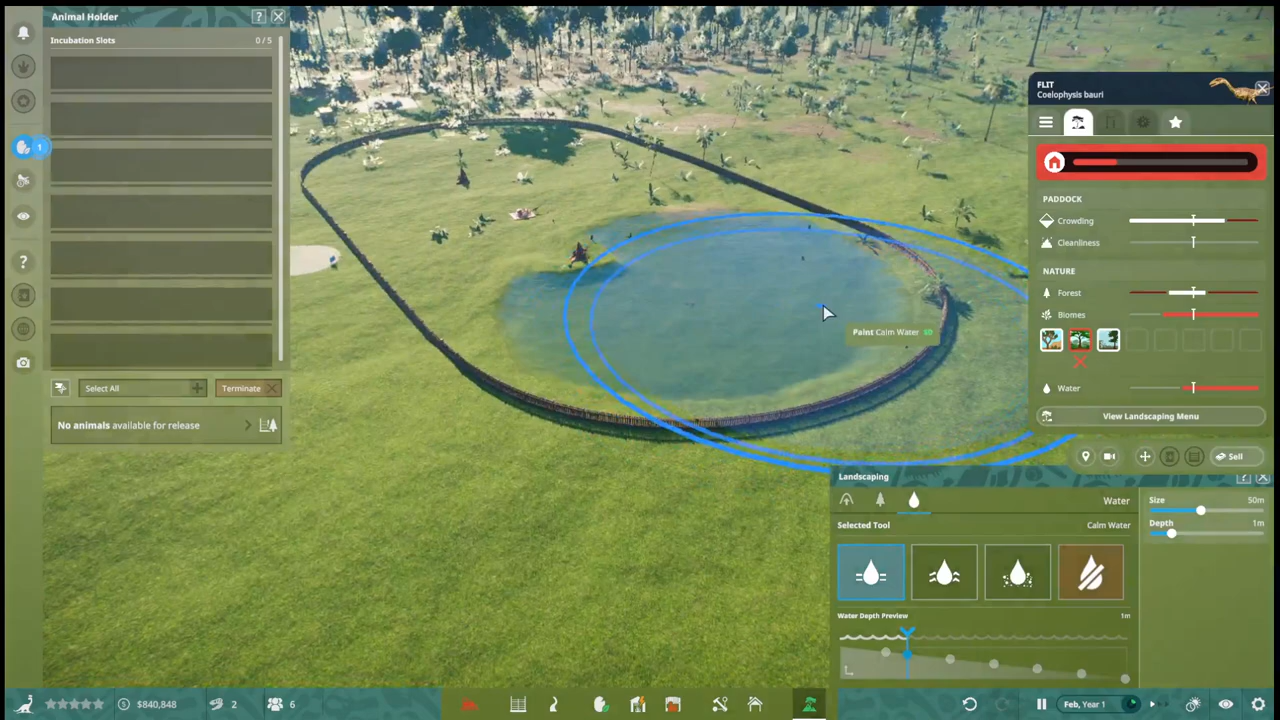 Animal Holder
?
Incubation Slots 0 / 5
1
?
Select All
Terminate
No animals available for release
Paint Calm Water $0
FLIT
Coelophysis bauri
PADDOCK
Crowding
Cleanliness
NATURE
Forest
Biomes
Water
View Landscaping Menu
Sell
Landscaping
?
Water
Selected Tool Calm Water
Size 50m
Depth 1m
Water Depth Preview 1m
$840,848
2
6
Feb, Year 1